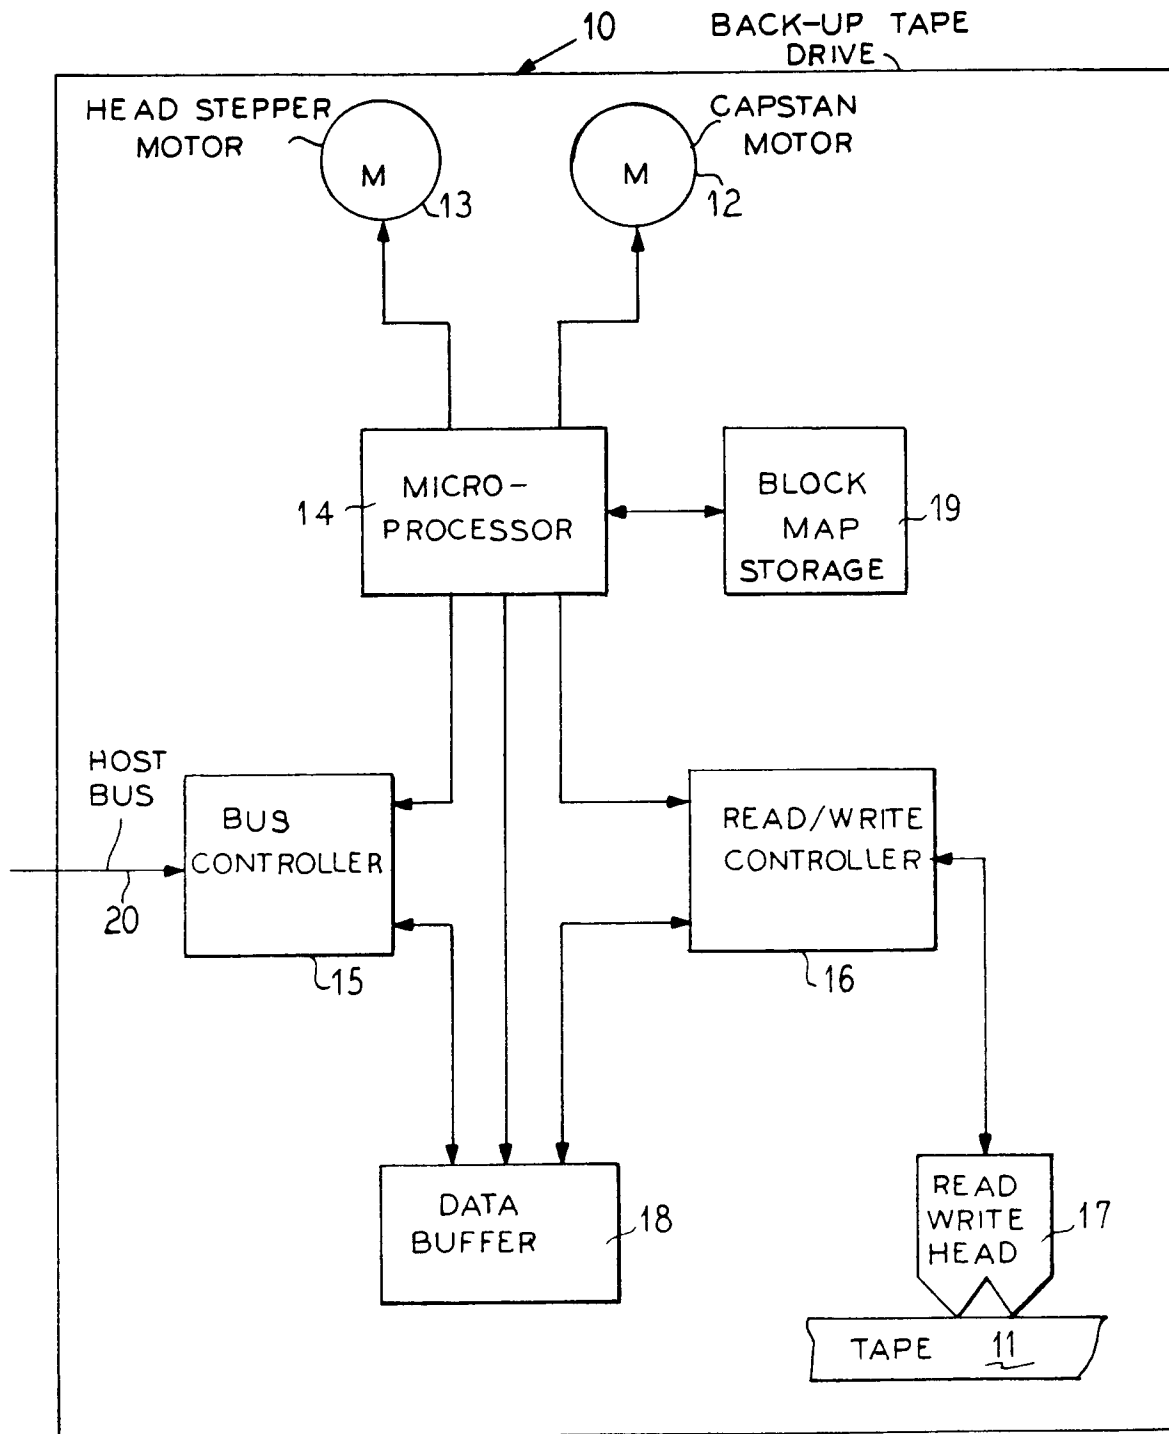 10
BACK-UP TAPE
DRIVE
HEAD STEPPER
MOTOR
M
13
CAPSTAN
MOTOR
M
12
MICRO-
PROCESSOR
14
BLOCK
MAP
STORAGE
19
HOST
BUS
20
BUS
CONTROLLER
15
READ/WRITE
CONTROLLER
16
DATA
BUFFER
18
READ
WRITE
HEAD
17
TAPE 11